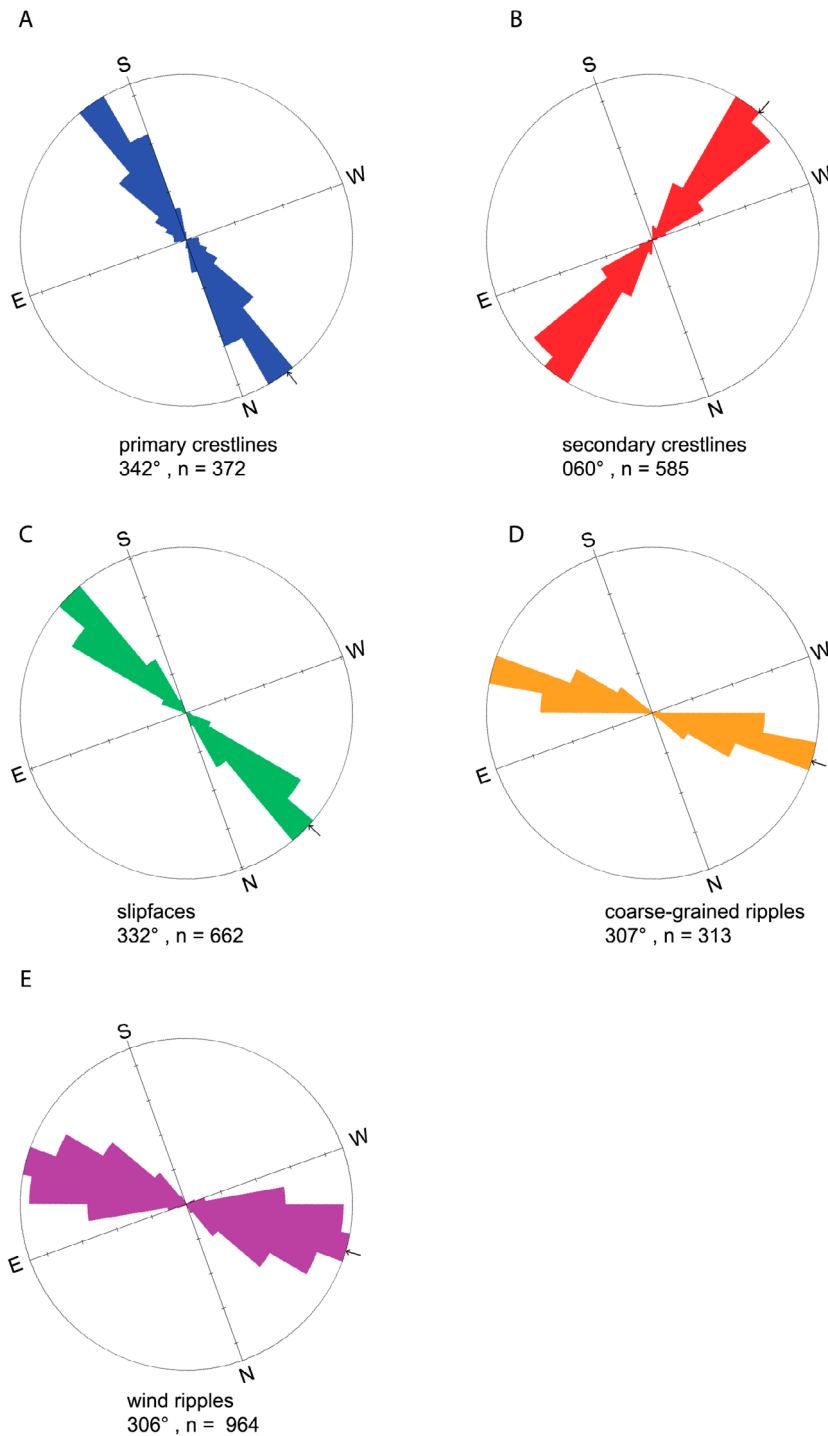 A
S
W
E
N
primary crestlines
342° , n = 372
B
S
W
E
N
secondary crestlines
060° , n = 585
C
S
W
E
N
slipfaces
332° , n = 662
D
S
W
E
N
coarse-grained ripples
307° , n = 313
E
S
W
E
N
wind ripples
306° , n =  964